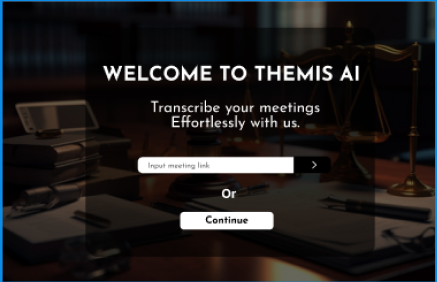 WELCOME TO THEMIS AI
Transcribe your meetings
Effortlessly with us.
Input meeting link
Or
Continue